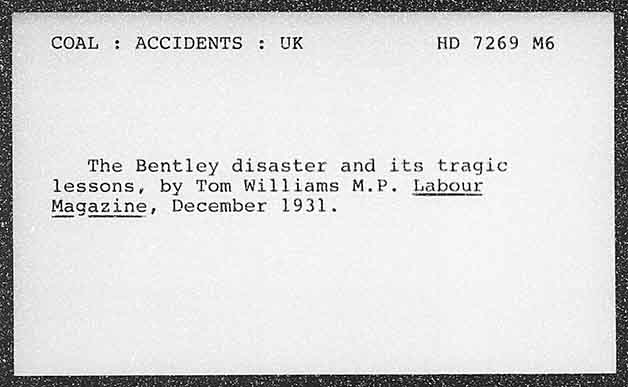 COAL : ACCIDENTS : UK HD 7269 M6
The Bentley disaster and its tragic
lessons, by Tom Williams M.P. Labour
Magazine, December 1931.